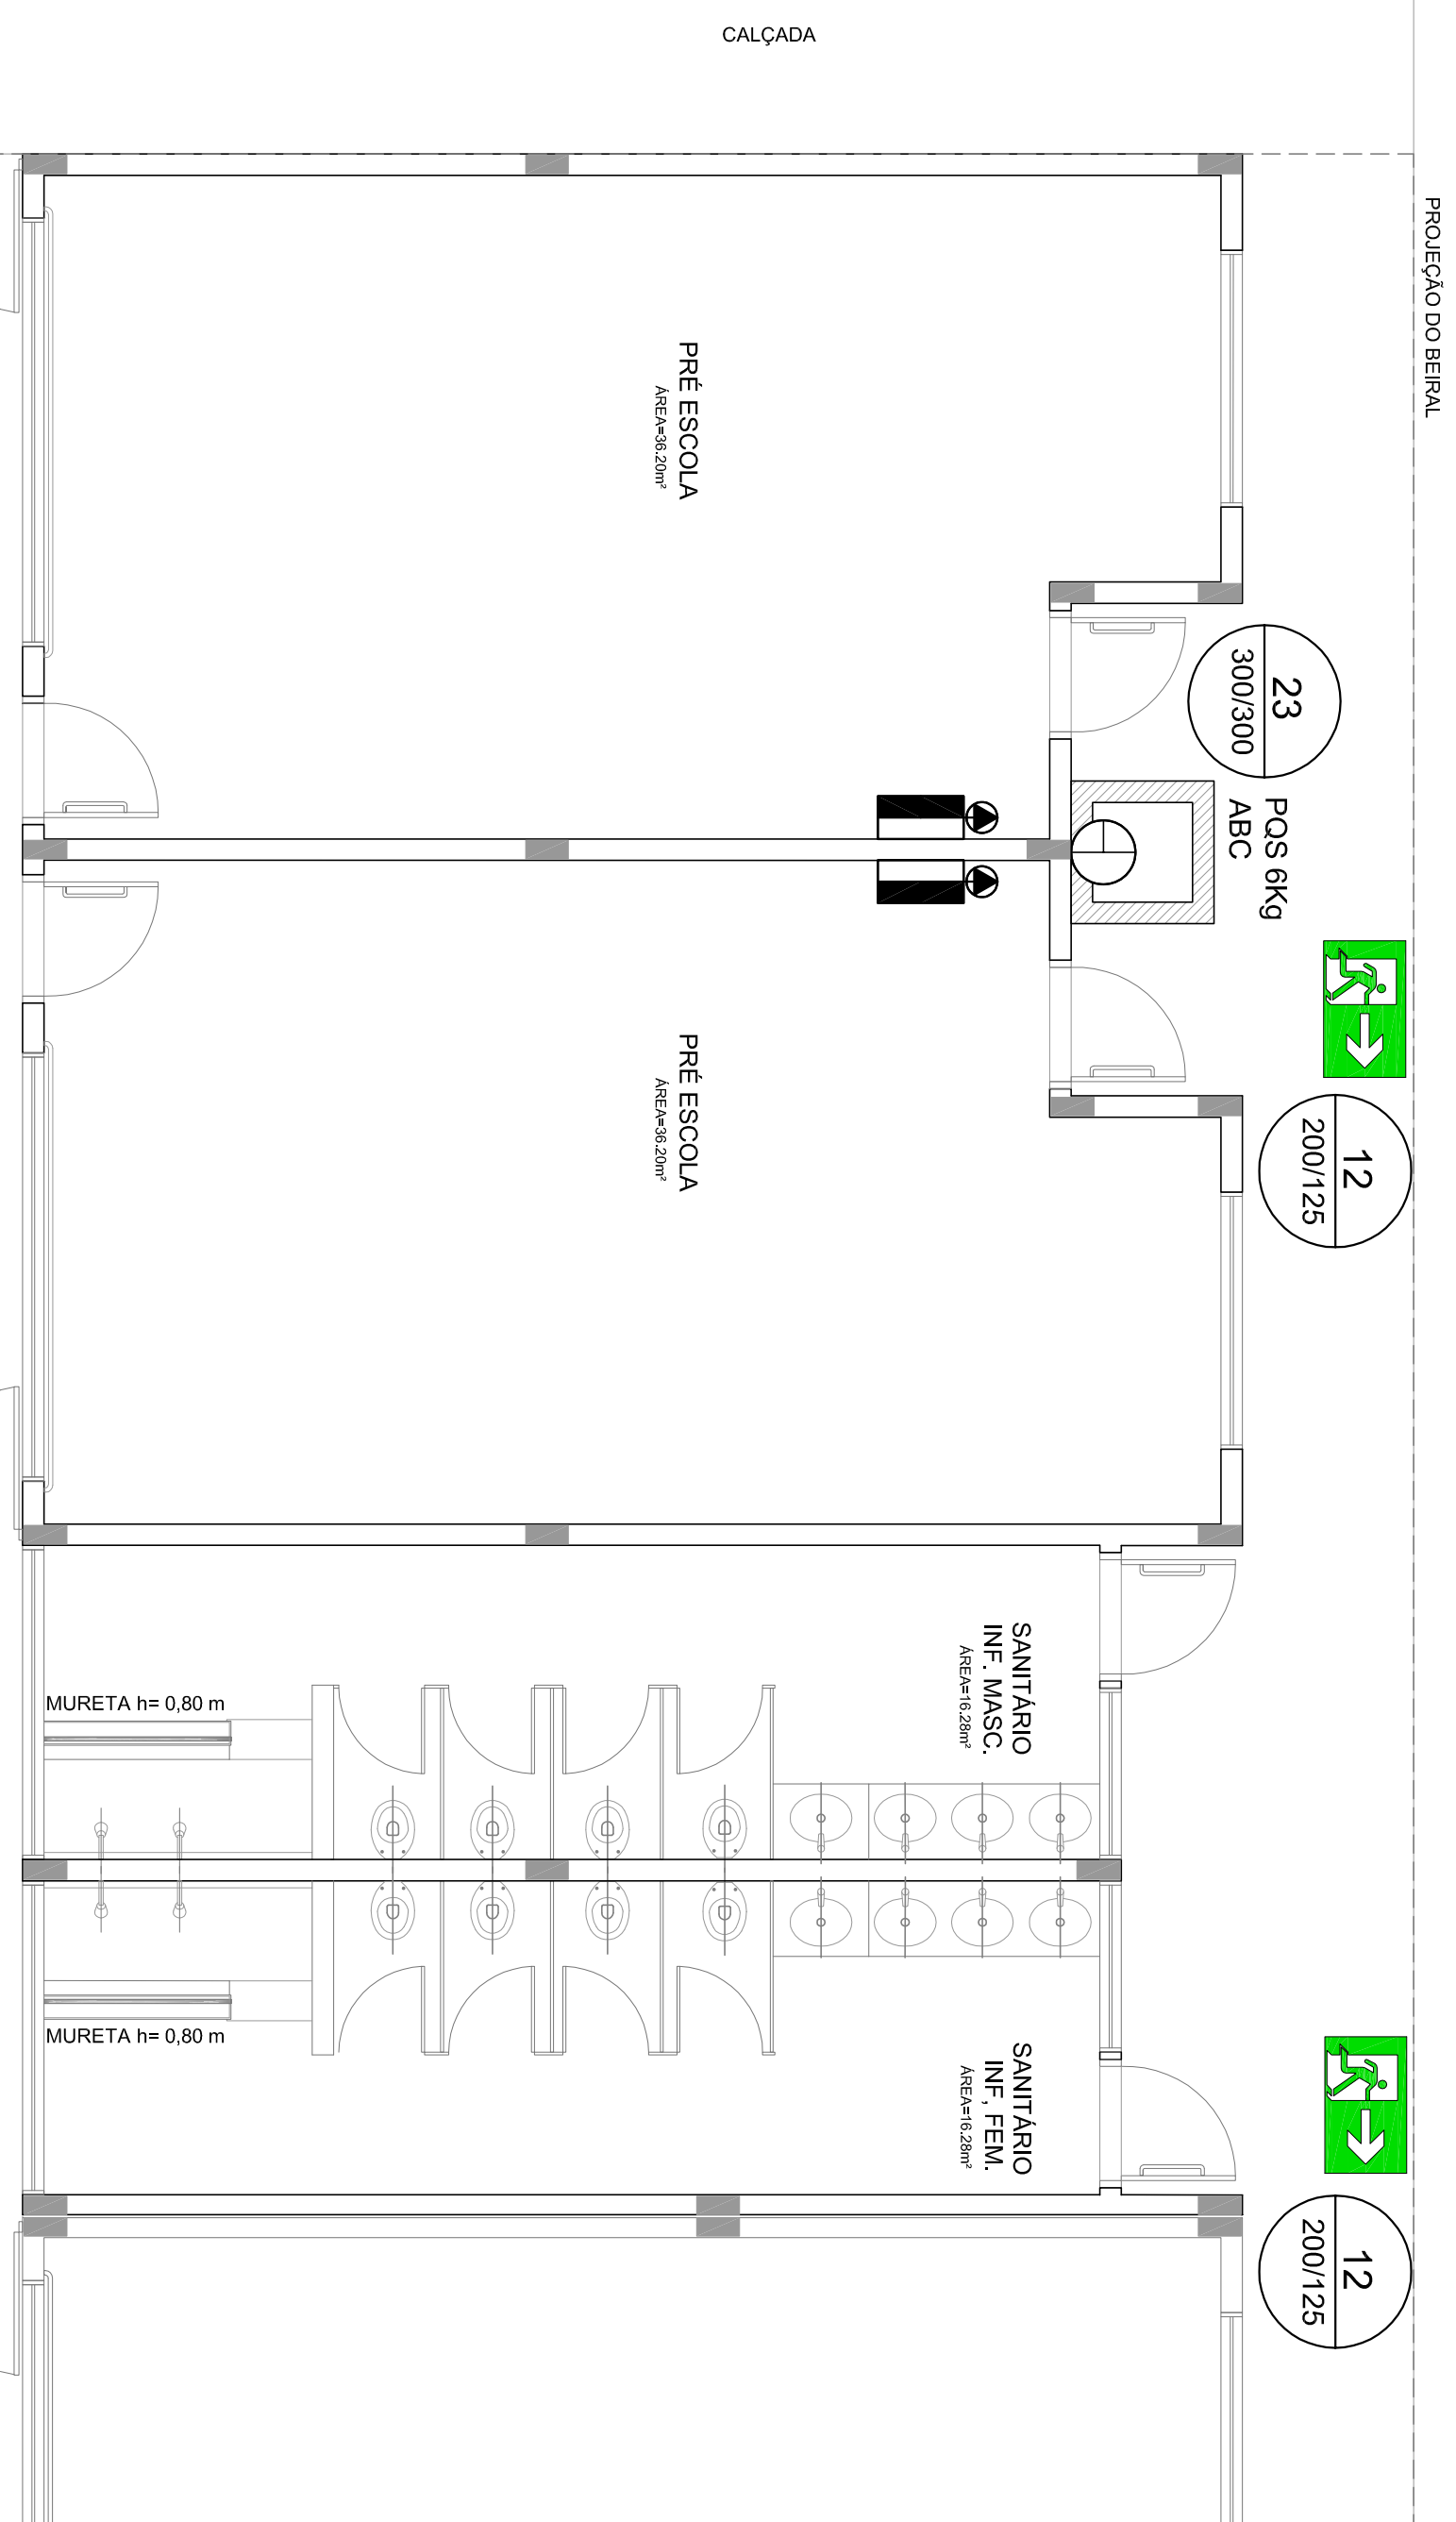 CALÇADA
PROJEÇÃO DO BEIRAL
PRÉ ESCOLA
ÁREA=36.20m²
23
300/300
PQS 6Kg
ABC
12
200/125
PRÉ ESCOLA
ÁREA=36.20m²
SANITÁRIO
INF. MASC.
ÁREA=16.28m²
MURETA h= 0,80 m
MURETA h= 0,80 m
SANITÁRIO
INF, FEM.
ÁREA=16.28m²
12
200/125